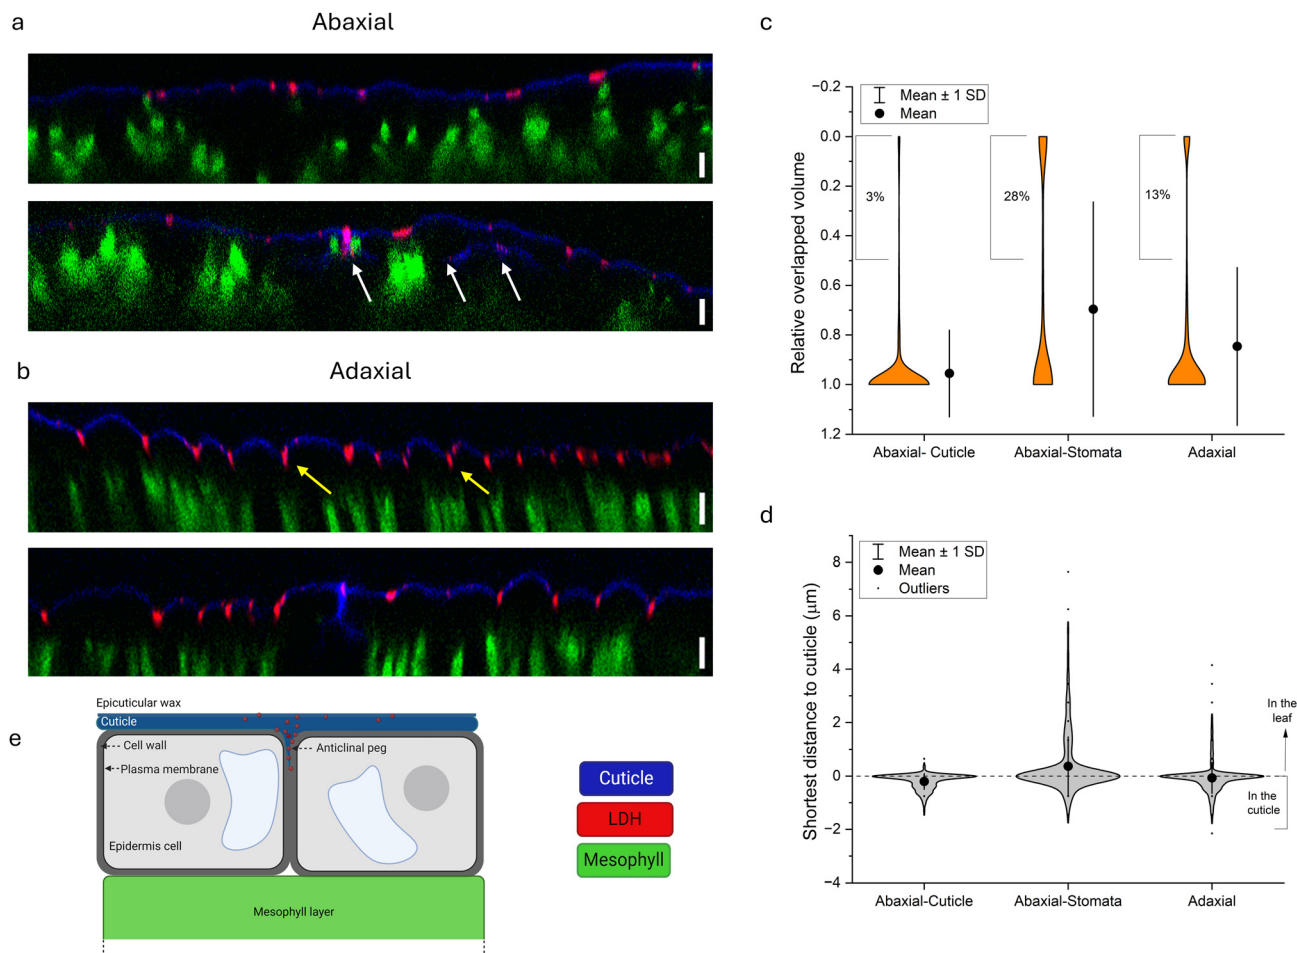 a
Abaxial
b
Adaxial
e
Epicuticular wax
Cuticle
Cell wall
Anticlinal peg
Plasma membrane
Epidermis cell
Mesophyll layer
Cuticle
LDH
Mesophyll
c
−0.2
0.0
0.2
0.4
0.6
0.8
1.0
1.2
Relative overlapped volume
Mean ± 1 SD
Mean
3%
28%
13%
Abaxial- Cuticle
Abaxial-Stomata
Adaxial
d
8
6
4
2
0
−2
−4
Shortest distance to cuticle (μm)
Mean ± 1 SD
Mean
Outliers
In the
leaf
In the
cuticle
Abaxial-Cuticle
Abaxial-Stomata
Adaxial